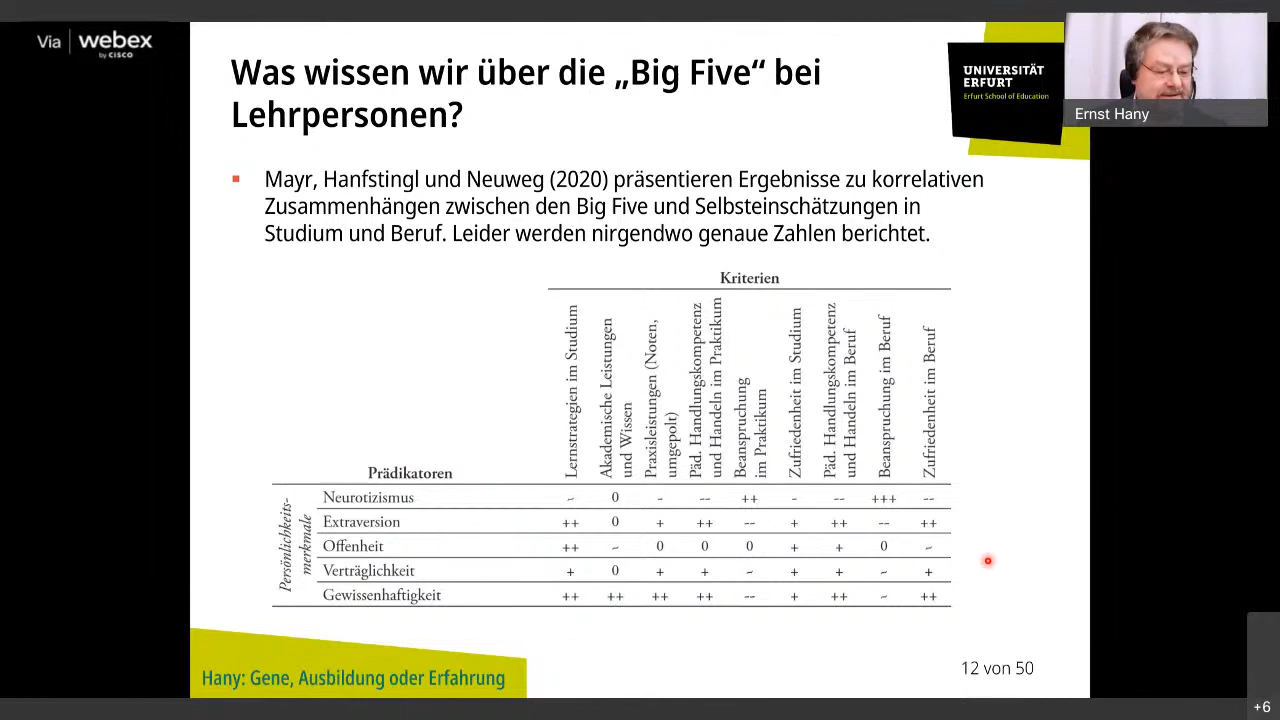 Via webex
by CISCO
Was wissen wir über die „Big Five“ bei
Lehrpersonen?
UNIVERSITÄT
ERFURT
Erfurt School of Education
Ernst Hany
Mayr, Hanfstingl und Neuweg (2020) präsentieren Ergebnisse zu korrelativen
Zusammenhängen zwischen den Big Five und Selbsteinschätzungen in
Studium und Beruf. Leider werden nirgendwo genaue Zahlen berichtet.
Kriterien
Lernstrategien im Studium
Akademische Leistungen
und Wissen
Praxisleistungen (Noten,
umgepolt)
Päd. Handlungskompetenz
und Handeln im Praktikum
Beanspruchung
im Praktikum
Zufriedenheit im Studium
Päd. Handlungskompetenz
und Handeln im Beruf
Beanspruchung im Beruf
Zufriedenheit im Beruf
Prädikatoren
Persönlichkeits-
merkmale
Neurotizismus ~ 0 - -- ++ - -- +++ --
Extraversion ++ 0 + ++ -- + ++ -- ++
Offenheit ++ ~ 0 0 0 + + 0 ~
Verträglichkeit + 0 + + ~ + + ~ +
Gewissenhaftigkeit ++ ++ ++ ++ -- + ++ ~ ++
12 von 50
Hany: Gene, Ausbildung oder Erfahrung
+6